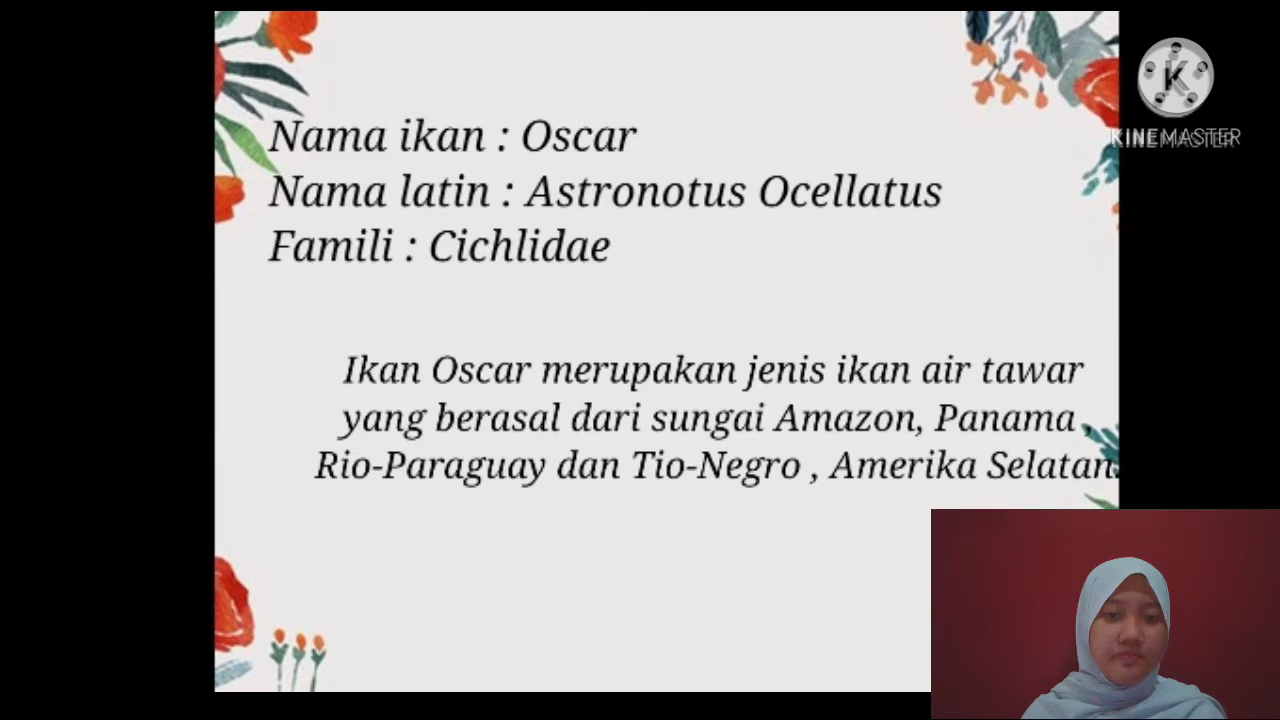 Nama ikan : Oscar
Nama latin : Astronotus Ocellatus
Famili : Cichlidae
Ikan Oscar merupakan jenis ikan air tawar
yang berasal dari sungai Amazon, Panama ,
Rio-Paraguay dan Tio-Negro , Amerika Selatan.
K
KINEMASTER